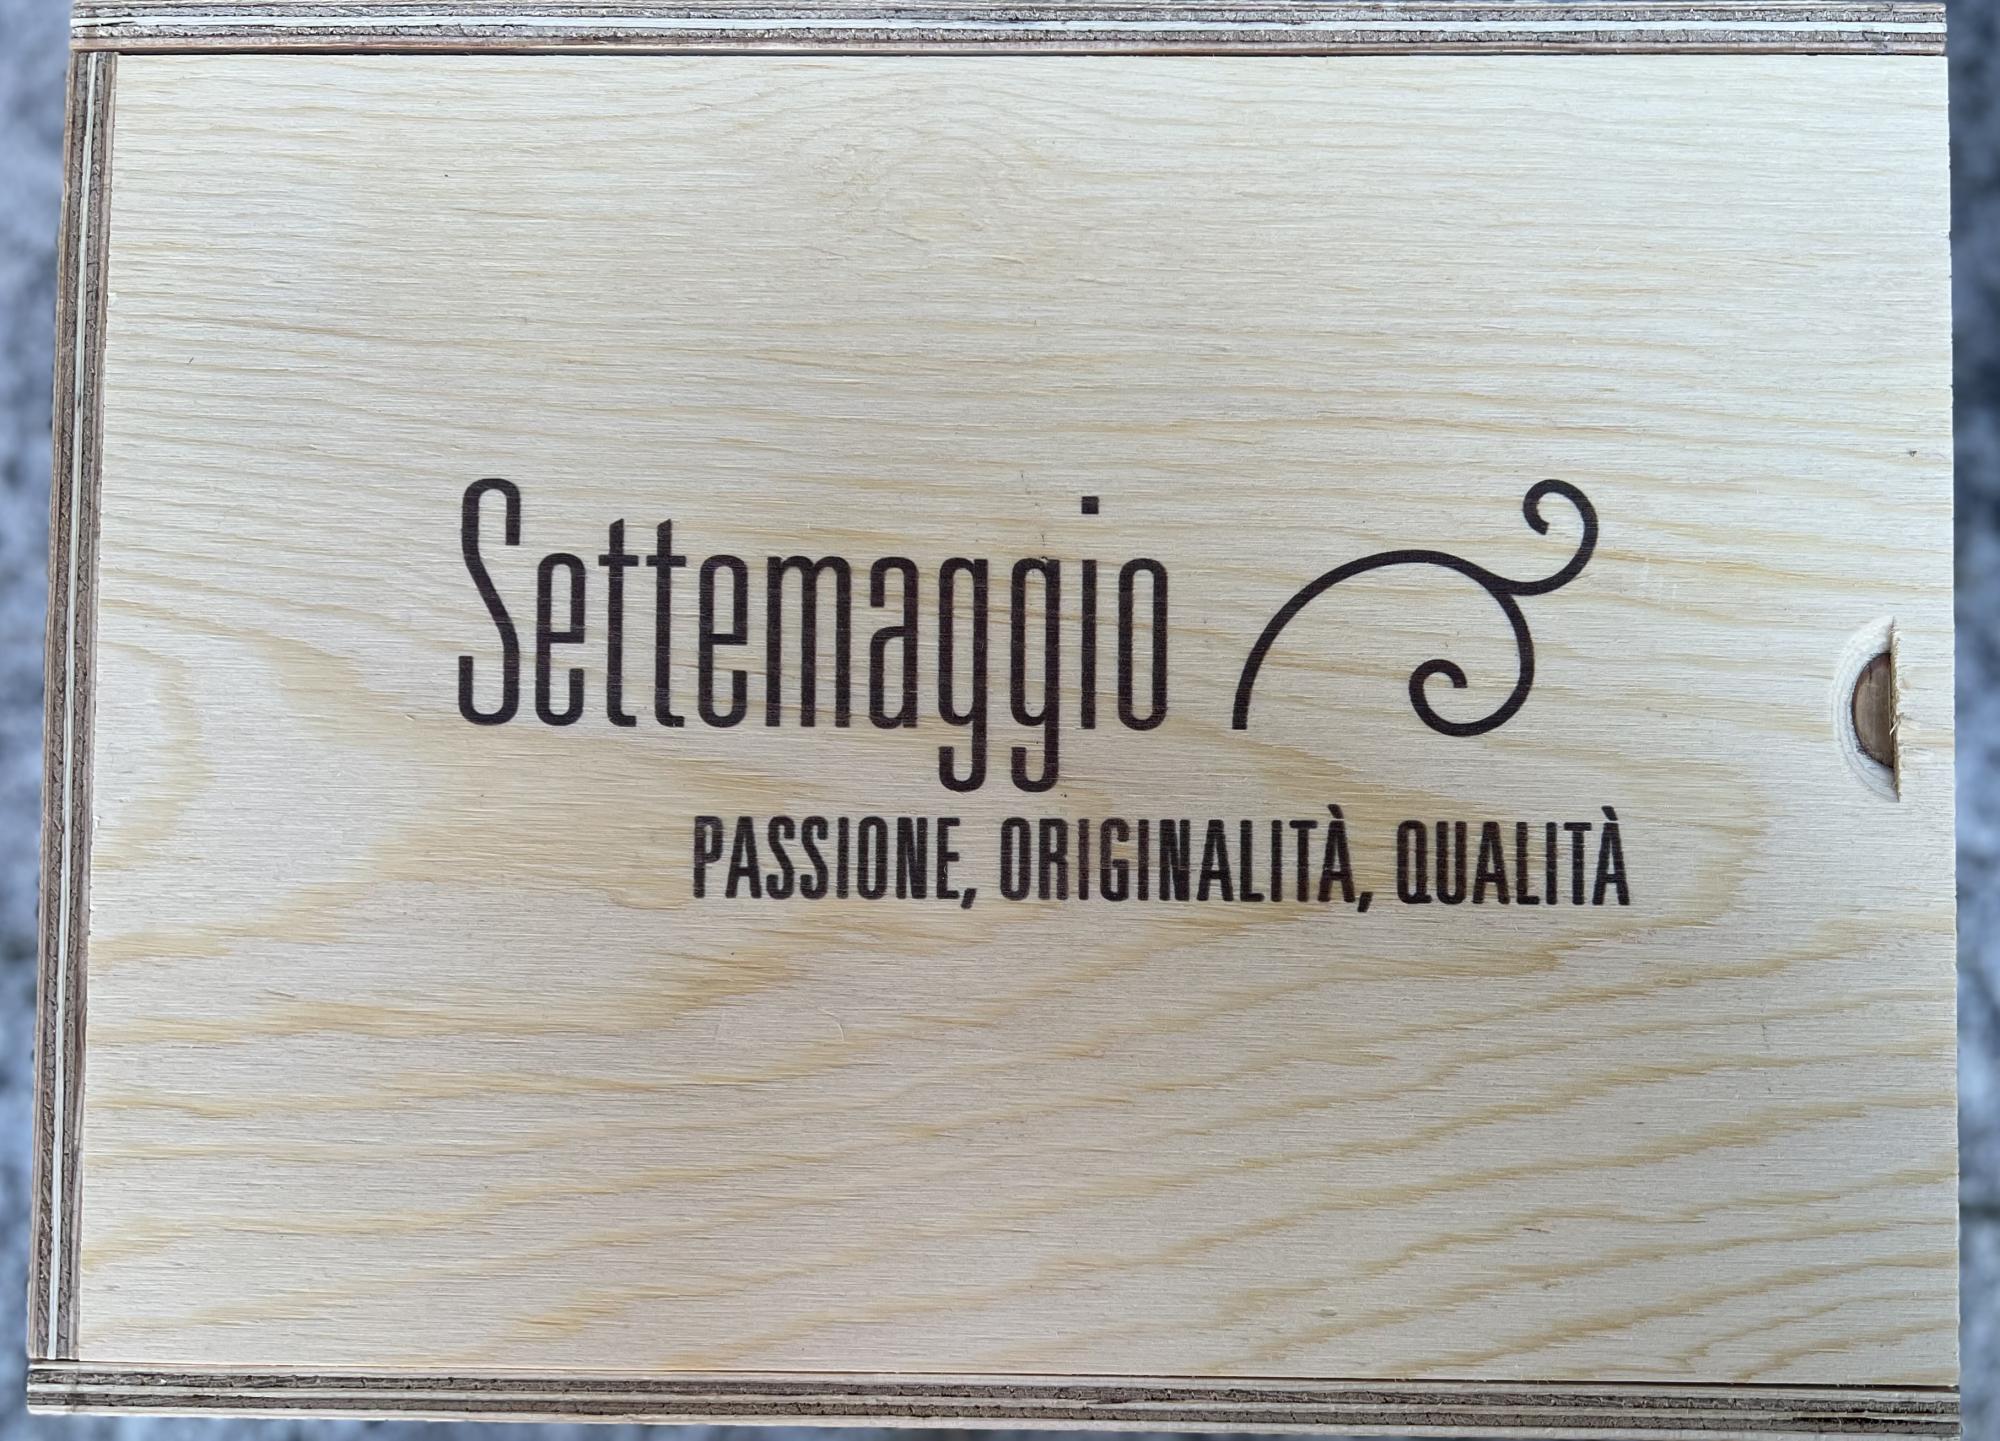 Settemaggio
PASSIONE, ORIGINALITÀ, QUALITÀ